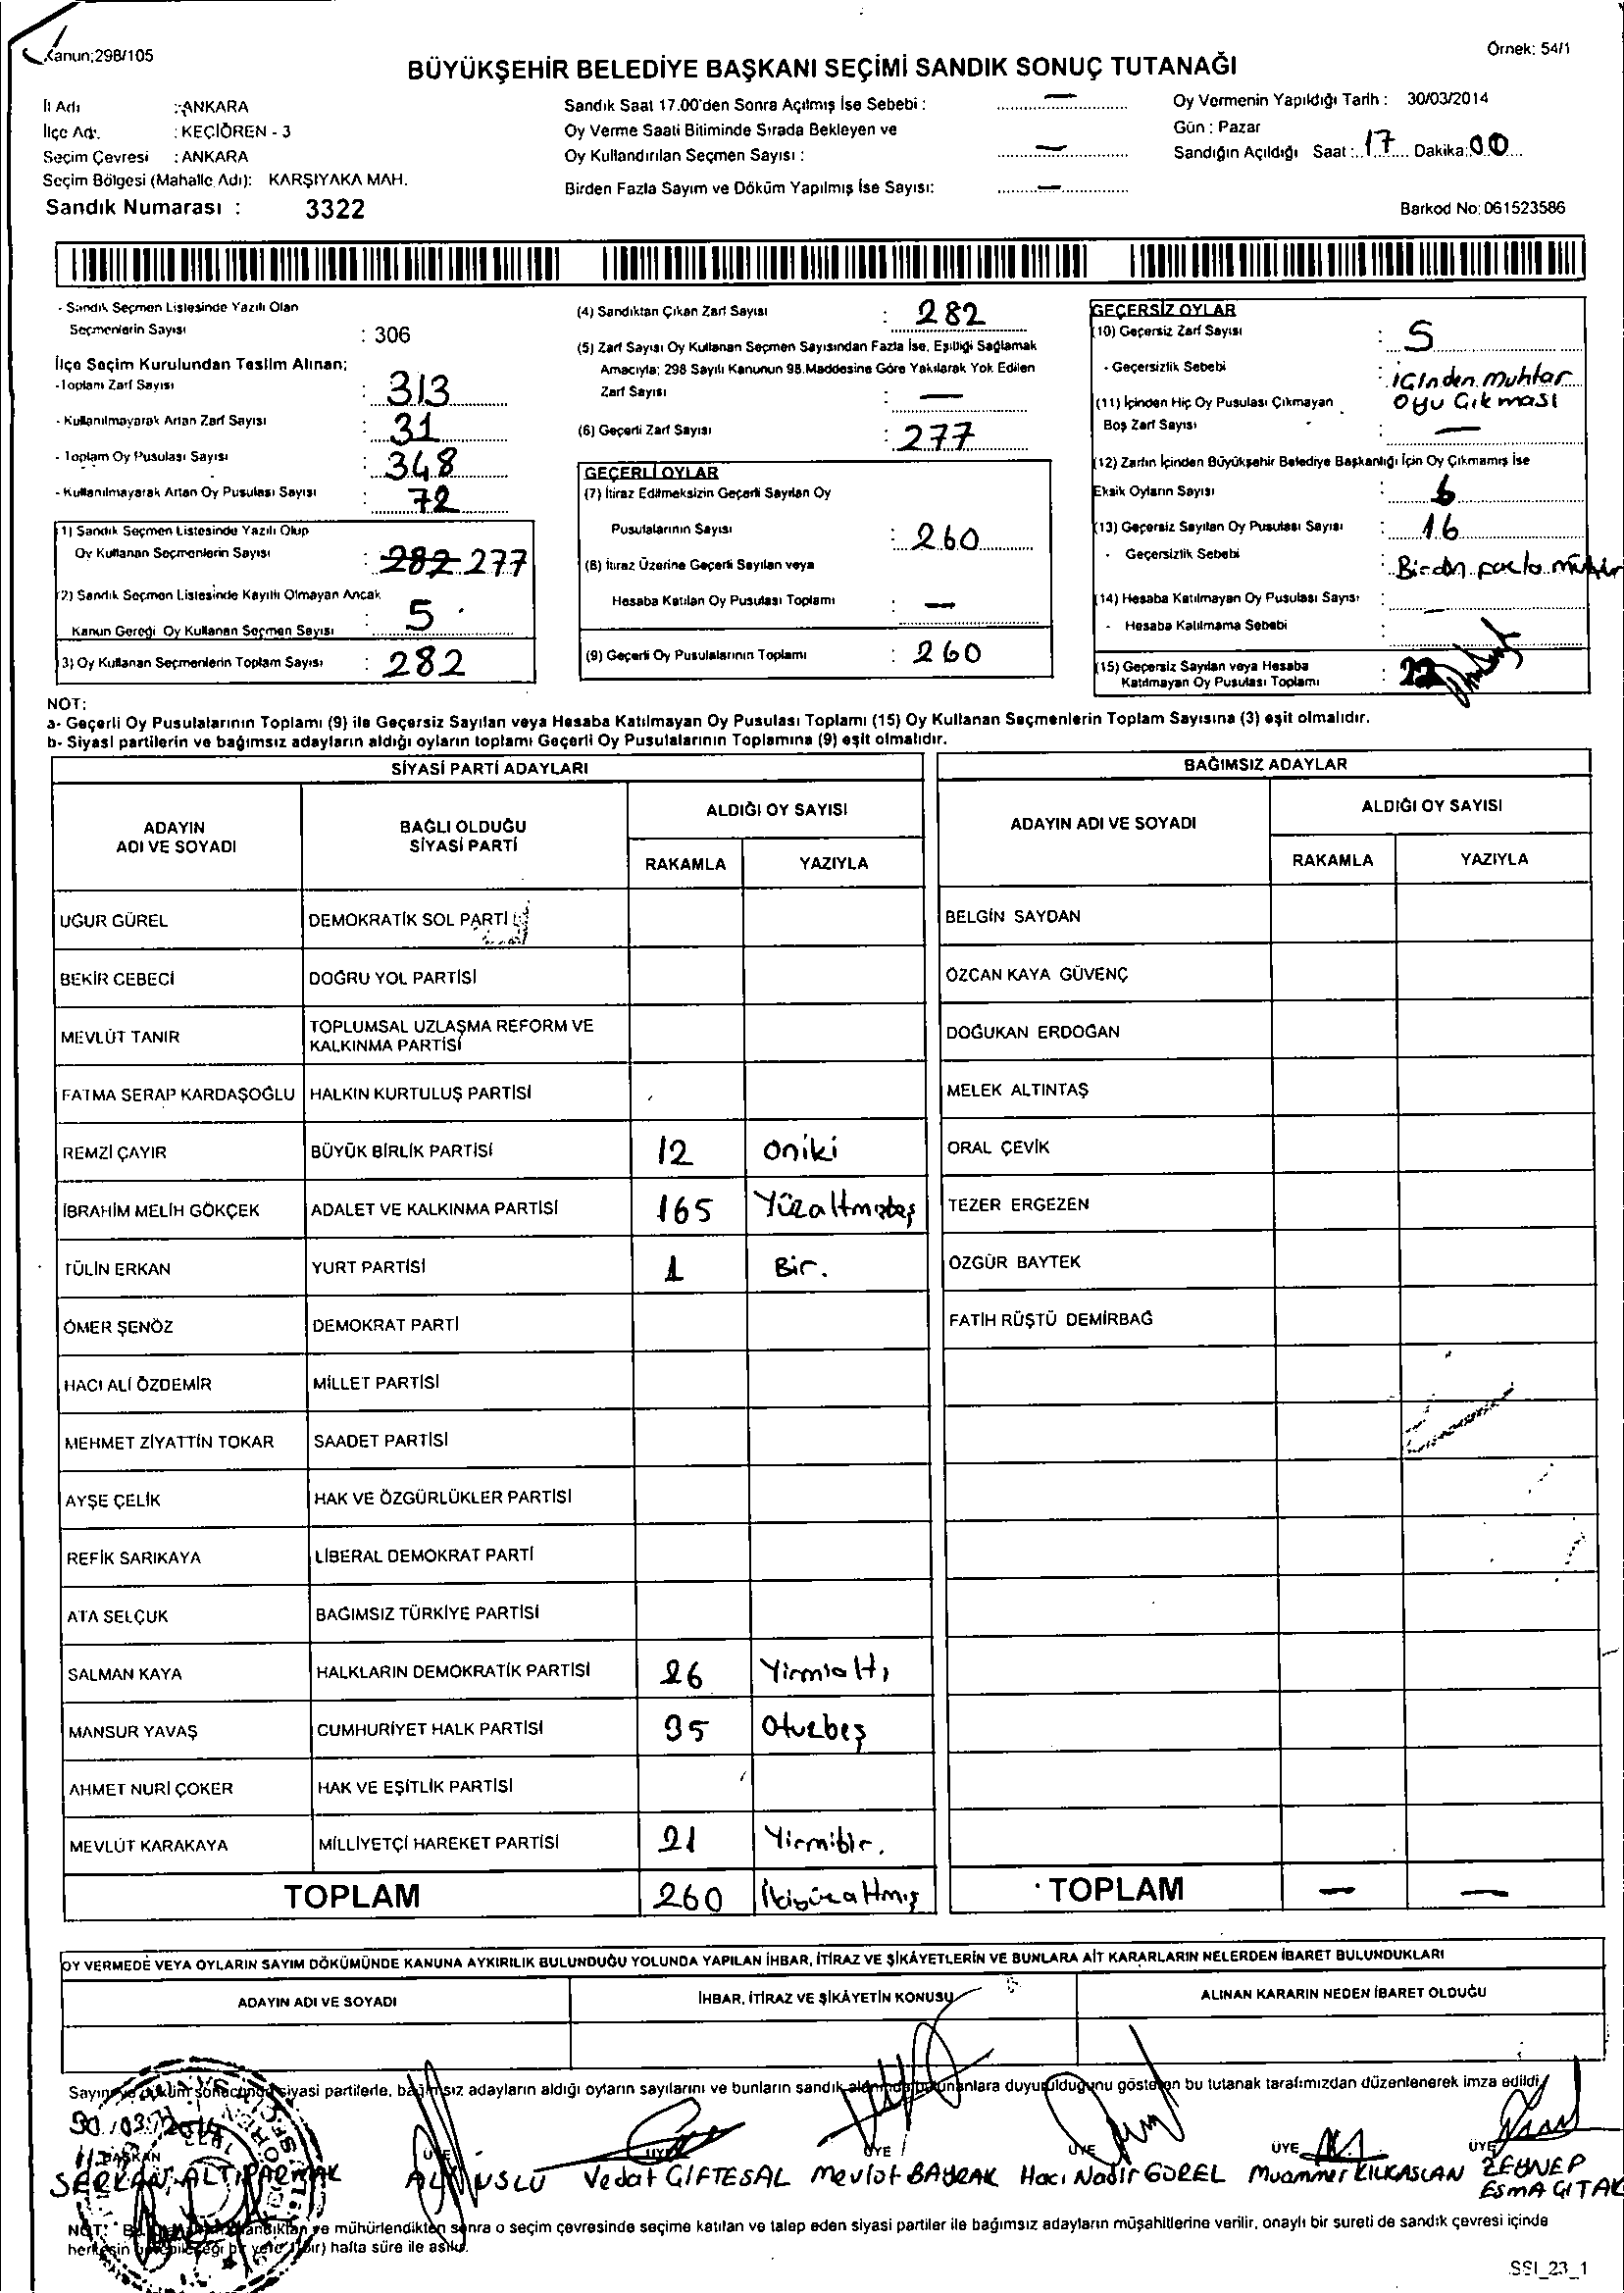 Kanun;298/105
Örnek: 54/1
BÜYÜKŞEHİR BELEDİYE BAŞKANI SEÇİMİ SANDIK SONUÇ TUTANAĞI
İl Adı : ANKARA
İlçe Adı : KEÇİÖREN - 3
Seçim Çevresi : ANKARA
Seçim Bölgesi (Mahalle Adı): KARŞIYAKA MAH.
Sandık Numarası : 3322
Sandık Saat 17.00'den Sonra Açılmış İse Sebebi : —
Oy Verme Saati Bitiminde Sırada Bekleyen ve
Oy Kullandırılan Seçmen Sayısı : —
Birden Fazla Sayım ve Döküm Yapılmış İse Sayısı: —
Oy Vermenin Yapıldığı Tarih : 30/03/2014
Gün : Pazar
Sandığın Açıldığı Saat : 17 Dakika: 00
Barkod No: 061523586
- Sandık Seçmen Listesinde Yazılı Olan
Seçmenlerin Sayısı : 306
İlçe Seçim Kurulundan Teslim Alınan;
- Toplam Zarf Sayısı : 313
- Kullanılmayarak Artan Zarf Sayısı : 31
- Toplam Oy Pusulası Sayısı : 348
- Kullanılmayarak Artan Oy Pusulası Sayısı : 72
(1) Sandık Seçmen Listesinde Yazılı Olup
Oy Kullanan Seçmenlerin Sayısı : 282 277
(2) Sandık Seçmen Listesinde Kayıtlı Olmayan Ancak
Kanun Gereği Oy Kullanan Seçmen Sayısı : 5
(3) Oy Kullanan Seçmenlerin Toplam Sayısı : 282
(4) Sandıktan Çıkan Zarf Sayısı : 282
(5) Zarf Sayısı Oy Kullanan Seçmen Sayısından Fazla İse, Eşitliği Sağlamak
Amacıyla; 298 Sayılı Kanunun 98.Maddesine Göre Yakılarak Yok Edilen
Zarf Sayısı : —
(6) Geçerli Zarf Sayısı : 277
GEÇERLİ OYLAR
(7) İtiraz Edilmeksizin Geçerli Sayılan Oy
Pusulalarının Sayısı : 260
(8) İtiraz Üzerine Geçerli Sayılan veya
Hesaba Katılan Oy Pusulası Toplamı : —
(9) Geçerli Oy Pusulalarının Toplamı : 260
GEÇERSİZ OYLAR
(10) Geçersiz Zarf Sayısı : 5
- Geçersizlik Sebebi : içinden muhtar
oyu Çıkması
(11) İçinden Hiç Oy Pusulası Çıkmayan
Boş Zarf Sayısı : —
(12) Zarfın İçinden Büyükşehir Belediye Başkanlığı İçin Oy Çıkmamış İse
Eksik Oyların Sayısı : 6
(13) Geçersiz Sayılan Oy Pusulası Sayısı : 16
- Geçersizlik Sebebi :
(14) Hesaba Katılmayan Oy Pusulası Sayısı : —
- Hesaba Katılmama Sebebi :
(15) Geçersiz Sayılan veya Hesaba
Katılmayan Oy Pusulası Toplamı : 22
NOT:
a- Geçerli Oy Pusulalarının Toplamı (9) ile Geçersiz Sayılan veya Hesaba Katılmayan Oy Pusulası Toplamı (15) Oy Kullanan Seçmenlerin Toplam Sayısına (3) eşit olmalıdır.
b- Siyasi partilerin ve bağımsız adayların aldığı oyların toplamı Geçerli Oy Pusulalarının Toplamına (9) eşit olmalıdır.
SİYASİ PARTİ ADAYLARI
ADAYIN
ADI VE SOYADI
BAĞLI OLDUĞU
SİYASİ PARTİ
ALDIĞI OY SAYISI
RAKAMLA YAZIYLA
UĞUR GÜREL DEMOKRATİK SOL PARTİ
BEKİR CEBECİ DOĞRU YOL PARTİSİ
MEVLÜT TANIR TOPLUMSAL UZLAŞMA REFORM VE
KALKINMA PARTİSİ
FATMA SERAP KARDAŞOĞLU HALKIN KURTULUŞ PARTİSİ
REMZİ ÇAYIR BÜYÜK BİRLİK PARTİSİ 12 oniki
İBRAHİM MELİH GÖKÇEK ADALET VE KALKINMA PARTİSİ 165 Yüzaltmışbeş
TÜLİN ERKAN YURT PARTİSİ 1 Bir.
ÖMER ŞENÖZ DEMOKRAT PARTİ
HACI ALİ ÖZDEMİR MİLLET PARTİSİ
MEHMET ZİYATTİN TOKAR SAADET PARTİSİ
AYŞE ÇELİK HAK VE ÖZGÜRLÜKLER PARTİSİ
REFİK SARIKAYA LİBERAL DEMOKRAT PARTİ
ATA SELÇUK BAĞIMSIZ TÜRKİYE PARTİSİ
SALMAN KAYA HALKLARIN DEMOKRATİK PARTİSİ 26 Yirmialtı
MANSUR YAVAŞ CUMHURİYET HALK PARTİSİ 35 Otuzbeş
AHMET NURİ ÇOKER HAK VE EŞİTLİK PARTİSİ
MEVLÜT KARAKAYA MİLLİYETÇİ HAREKET PARTİSİ 21 Yirmibir.
TOPLAM 260 İkiyüzaltmış
BAĞIMSIZ ADAYLAR
ADAYIN ADI VE SOYADI
ALDIĞI OY SAYISI
RAKAMLA YAZIYLA
BELGİN SAYDAN
ÖZCAN KAYA GÜVENÇ
DOĞUKAN ERDOĞAN
MELEK ALTINTAŞ
ORAL ÇEVİK
TEZER ERGEZEN
ÖZGÜR BAYTEK
FATİH RÜŞTÜ DEMİRBAĞ
TOPLAM — —
OY VERMEDE VEYA OYLARIN SAYIM DÖKÜMÜNDE KANUNA AYKIRILIK BULUNDUĞU YOLUNDA YAPILAN İHBAR, İTİRAZ VE ŞİKÂYETLERİN VE BUNLARA AİT KARARLARIN NELERDEN İBARET BULUNDUKLARI
ADAYIN ADI VE SOYADI
İHBAR, İTİRAZ VE ŞİKÂYETİN KONUSU
ALINAN KARARIN NEDEN İBARET OLDUĞU
Sayım ve döküm sonucunda siyasi partilerle, bağımsız adayların aldığı oyların sayılarını ve bunların sandık alanında bulunanlara duyurulduğunu gösteren bu tutanak tarafımızdan düzenlenerek imza edildi.
30/03/2014
BAŞKAN ÜYE ÜYE ÜYE ÜYE ÜYE ÜYE
SERKAN ALTIPARMAK ALİ USLU Vedat ÇİFTESAL Mevlüt BAYRAK Hacı Nadir GÜREL Muammer KILIÇASLAN ZEYNEP
ESMA
ve mühürlendikten sonra o seçim çevresinde seçime katılan ve talep eden siyasi partiler ile bağımsız adayların müşahitlerine verilir, onaylı bir sureti de sandık çevresi içinde
herkesin görebileceği bir yere 1(bir) hafta süre ile asılır.
SSI_23_1